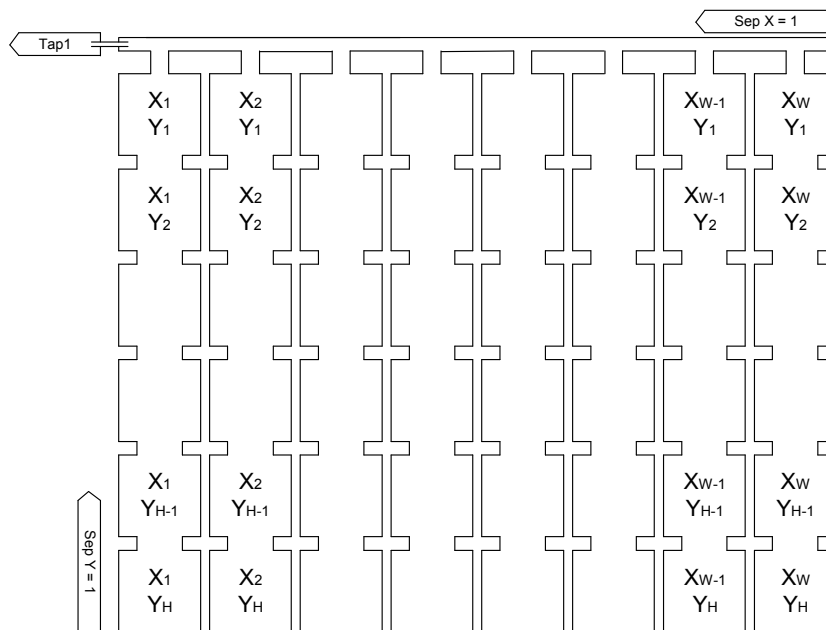 Sep X = 1
Tap1
X1 X2 XW-1 XW
Y1 Y1 Y1 Y1
X1 X2 XW-1 XW
Y2 Y2 Y2 Y2
X1 X2 XW-1 XW
YH-1 YH-1 YH-1 YH-1
Sep Y = 1
X1 X2 XW-1 XW
YH YH YH YH